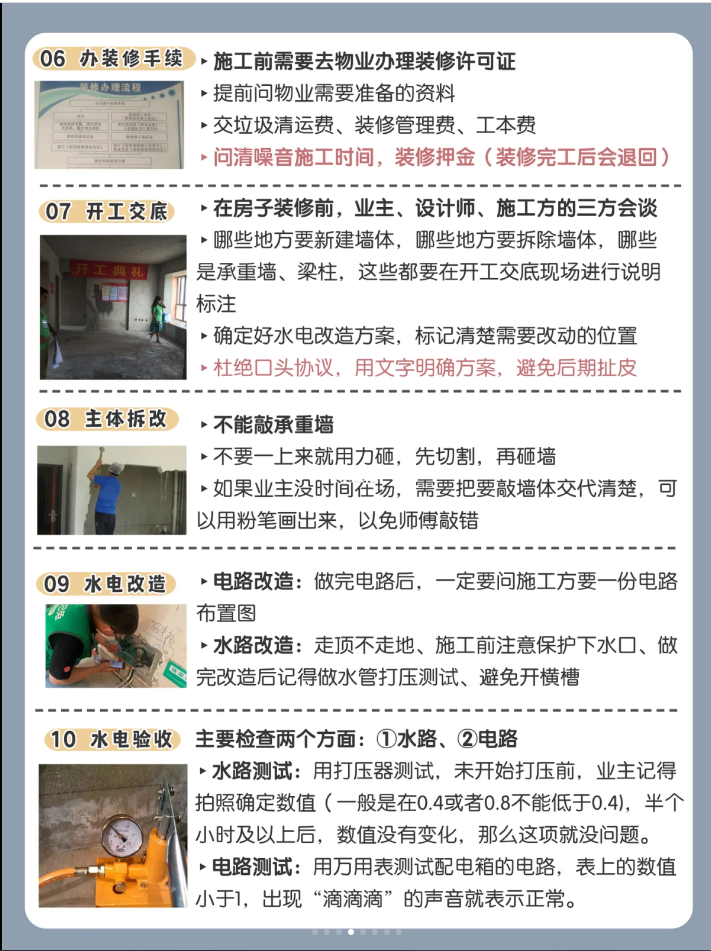 06 办装修手续
▸施工前需要去物业办理装修许可证
▸提前问物业需要准备的资料
▸交垃圾清运费、装修管理费、工本费
▸问清噪音施工时间，装修押金（装修完工后会退回）
装修办理流程
07 开工交底
▸在房子装修前，业主、设计师、施工方的三方会谈
▸哪些地方要新建墙体，哪些地方要拆除墙体，哪些
是承重墙、梁柱，这些都要在开工交底现场进行说明
标注
▸确定好水电改造方案，标记清楚需要改动的位置
▸杜绝口头协议，用文字明确方案，避免后期扯皮
开工典礼
08 主体拆改
▸不能敲承重墙
▸不要一上来就用力砸，先切割，再砸墙
▸如果业主没时间在场，需要把要敲墙体交代清楚，可
以用粉笔画出来，以免师傅敲错
09 水电改造
▸电路改造：做完电路后，一定要问施工方要一份电路
布置图
▸水路改造：走顶不走地、施工前注意保护下水口、做
完改造后记得做水管打压测试、避免开横槽
10 水电验收
主要检查两个方面：①水路、②电路
▸水路测试：用打压器测试，未开始打压前，业主记得
拍照确定数值（一般是在0.4或者0.8不能低于0.4)，半个
小时及以上后，数值没有变化，那么这项就没问题。
▸电路测试：用万用表测试配电箱的电路，表上的数值
小于1，出现“滴滴滴”的声音就表示正常。